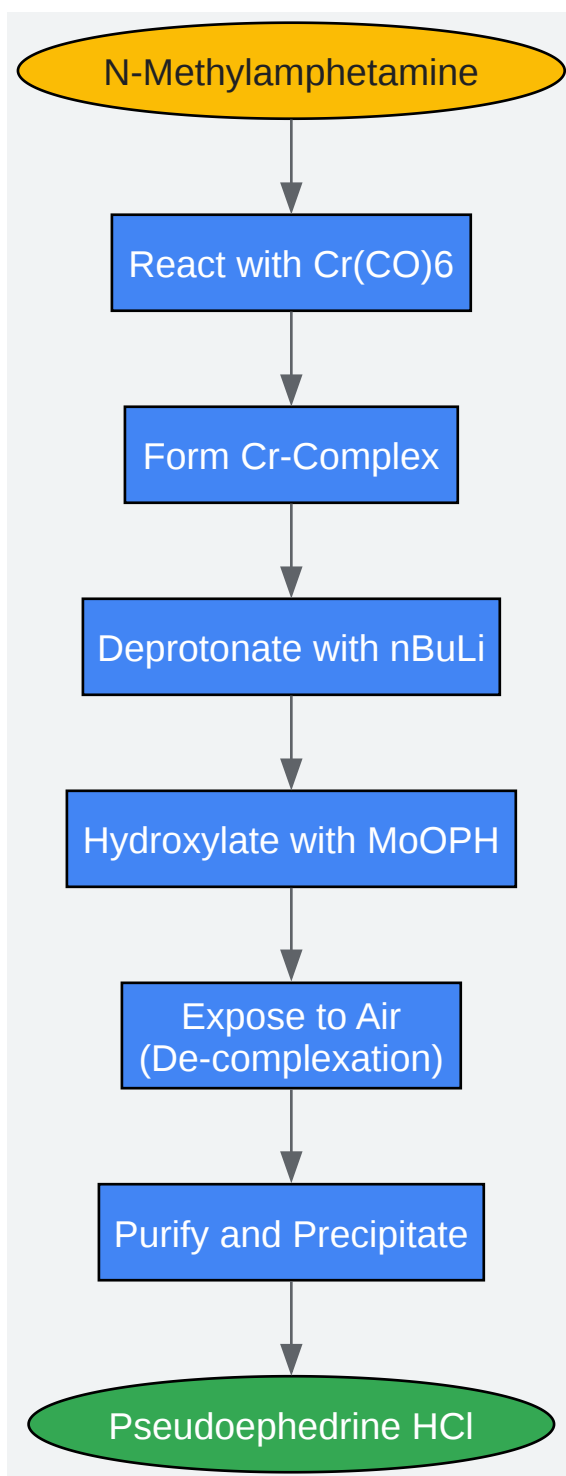 N-Methylamphetamine
React with Cr(CO)6
Form Cr-Complex
Deprotonate with nBuLi
Hydroxylate with MoOPH
Expose to Air
(De-complexation)
Purify and Precipitate
Pseudoephedrine HCl